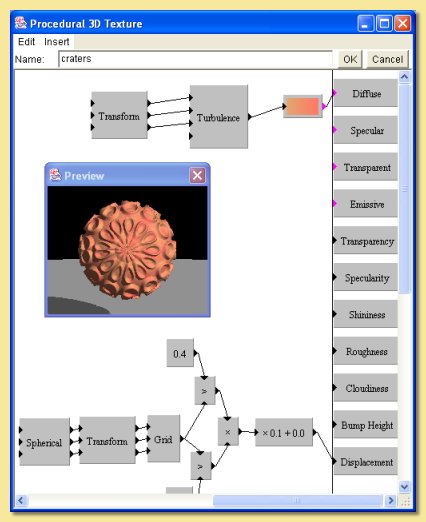 Procedural 3D Texture
Edit Insert
Name: craters OK Cancel
Diffuse
Transform
Turbulence
Specular
Preview
Transparent
Emissive
Transparency
Specularity
Shininess
0.4
Roughness
>
Cloudiness
Spherical
Transform
Grid
×
× 0.1 + 0.0
Bump Height
>
Displacement